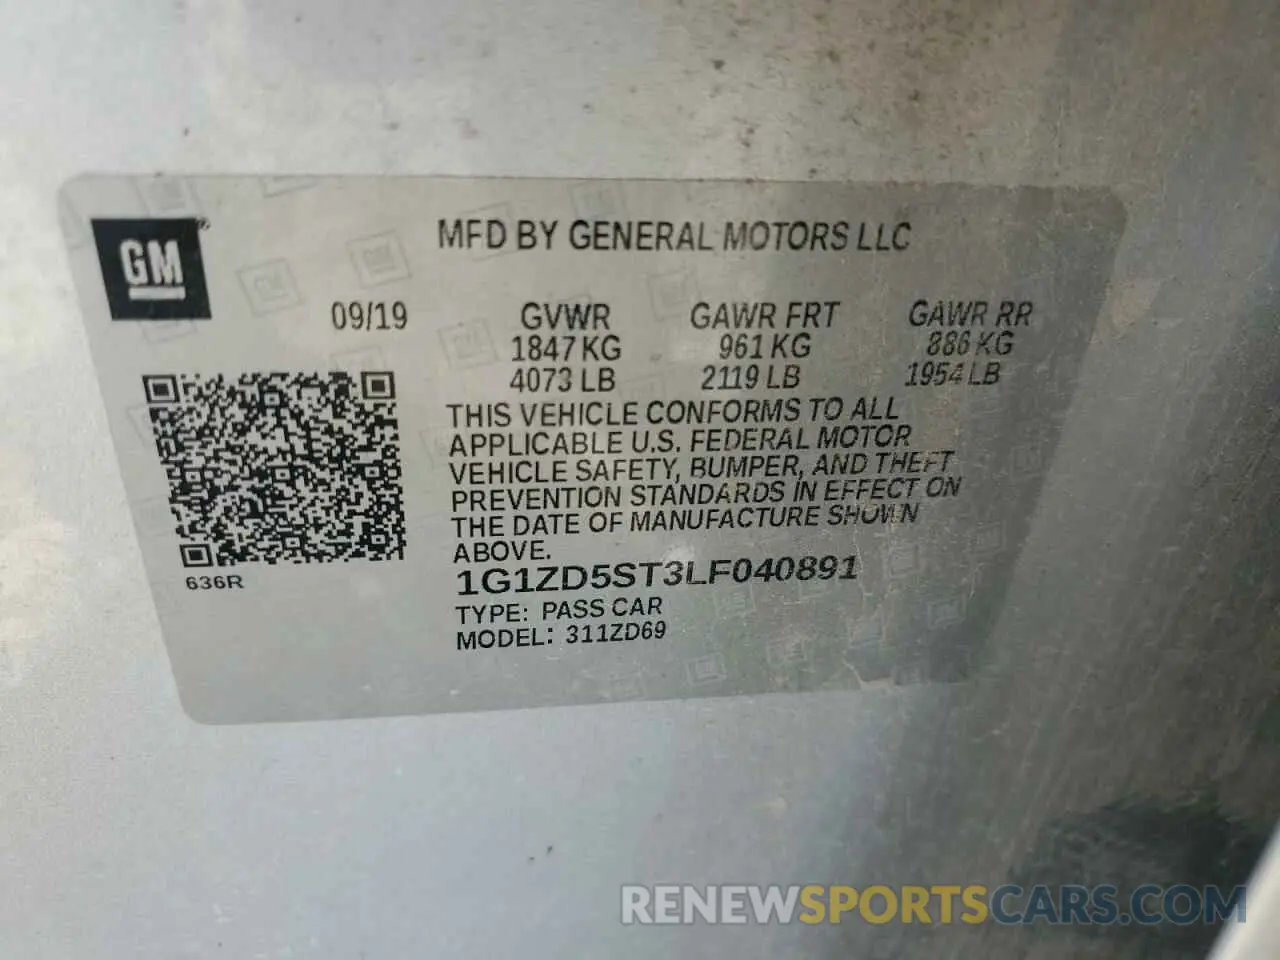 GM®
MFD BY GENERAL MOTORS LLC
09/19 GVWR GAWR FRT GAWR RR
1847 KG 961 KG 886 KG
4073 LB 2119 LB 1954 LB
THIS VEHICLE CONFORMS TO ALL
APPLICABLE U.S. FEDERAL MOTOR
VEHICLE SAFETY, BUMPER, AND THEFT
PREVENTION STANDARDS IN EFFECT ON
THE DATE OF MANUFACTURE SHOWN
ABOVE.
636R
1G1ZD5ST3LF040891
TYPE: PASS CAR
MODEL: 311ZD69
RENEWSPORTSCARS.COM